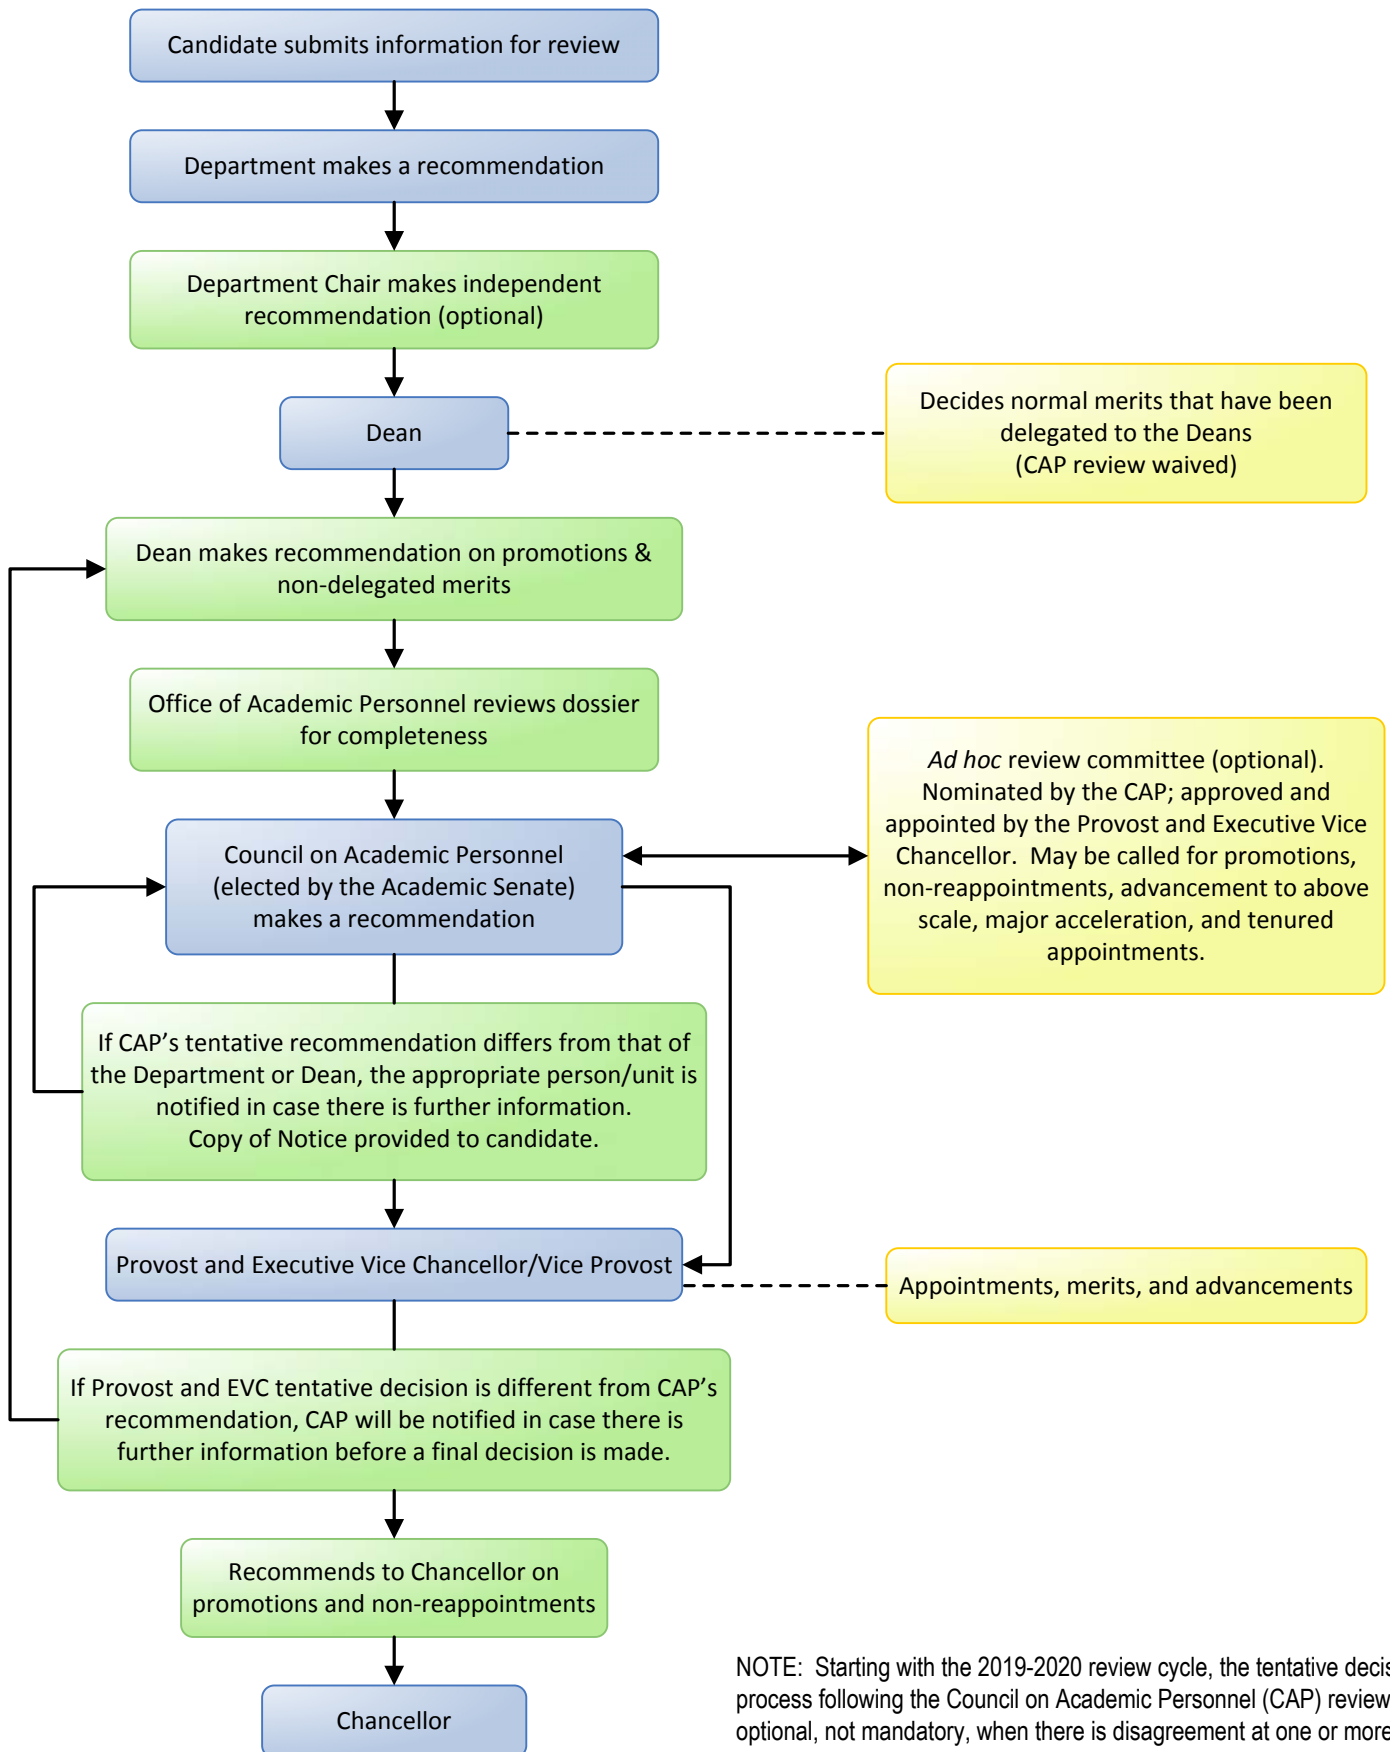 Candidate submits information for review
Department makes a recommendation
Department Chair makes independent
recommendation (optional)
Dean
Decides normal merits that have been
delegated to the Deans
(CAP review waived)
Dean makes recommendation on promotions &
non-delegated merits
Office of Academic Personnel reviews dossier
for completeness
Council on Academic Personnel
(elected by the Academic Senate)
makes a recommendation
Ad hoc review committee (optional).
Nominated by the CAP; approved and
appointed by the Provost and Executive Vice
Chancellor.  May be called for promotions,
non-reappointments, advancement to above
scale, major acceleration, and tenured
appointments.
If CAP’s tentative recommendation differs from that of
the Department or Dean, the appropriate person/unit is
notified in case there is further information.
Copy of Notice provided to candidate.
Provost and Executive Vice Chancellor/Vice Provost
Appointments, merits, and advancements
If Provost and EVC tentative decision is different from CAP’s
recommendation, CAP will be notified in case there is
further information before a final decision is made.
Recommends to Chancellor on
promotions and non-reappointments
Chancellor
NOTE:  Starting with the 2019-2020 review cycle, the tentative
process following the Council on Academic Personnel (CAP) review
optional, not mandatory, when there is disagreement at one or more